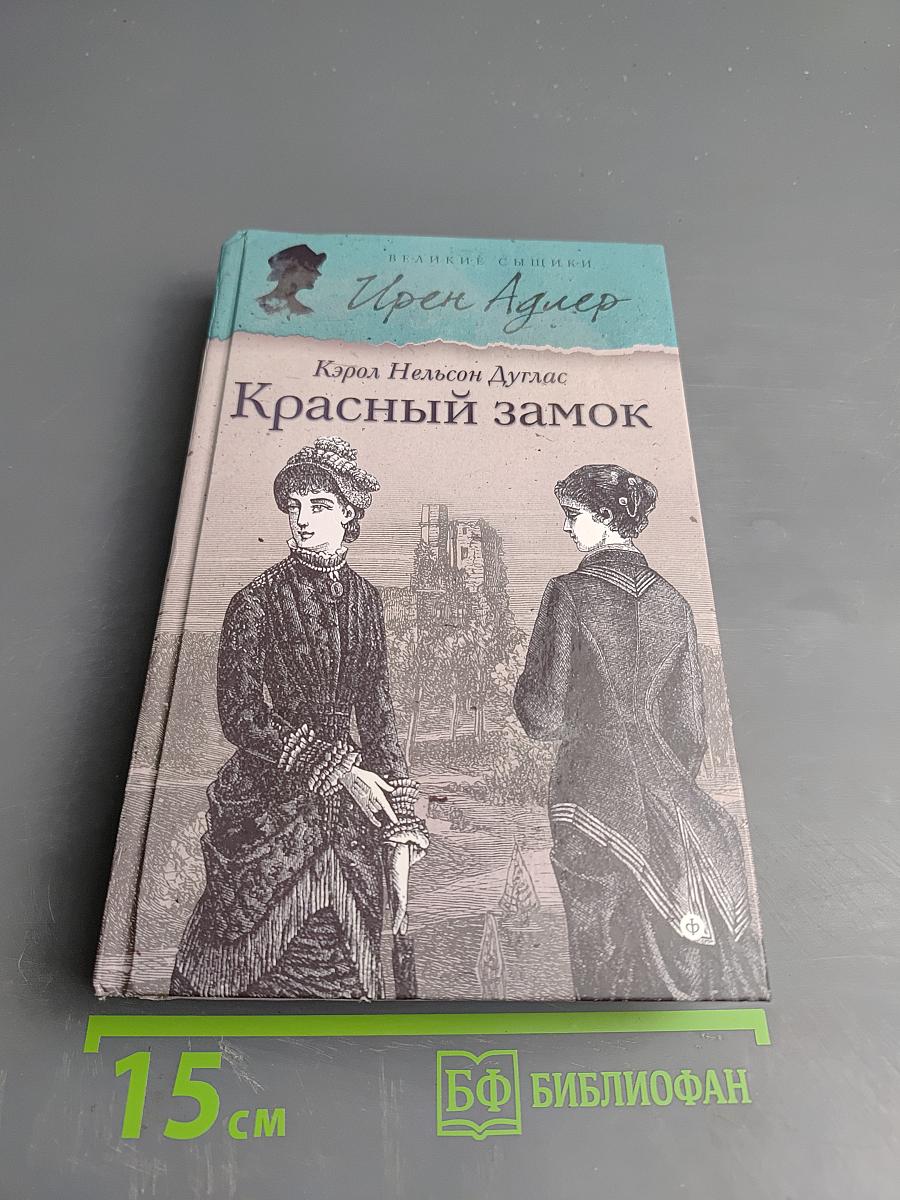 ВЕЛИКИЕ СЫЩИКИ
Ирен Адлер
Кэрол Нельсон Дуглас
Красный замок
Ф
15 см
БФ БИБЛИОФАН